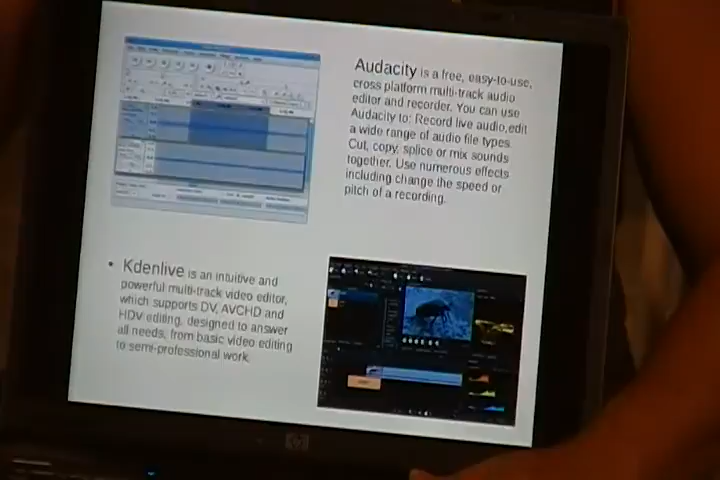 Audacity is a free, easy-to-use,
cross platform multi-track audio
editor and recorder. You can use
Audacity to: Record live audio,edit
a wide range of audio file types.
Cut, copy, splice or mix sounds
together. Use numerous effects
including change the speed or
pitch of a recording.
• Kdenlive is an intuitive and
powerful multi-track video editor,
which supports DV, AVCHD and
HDV editing, designed to answer
all needs, from basic video editing
to semi-professional work.
hp